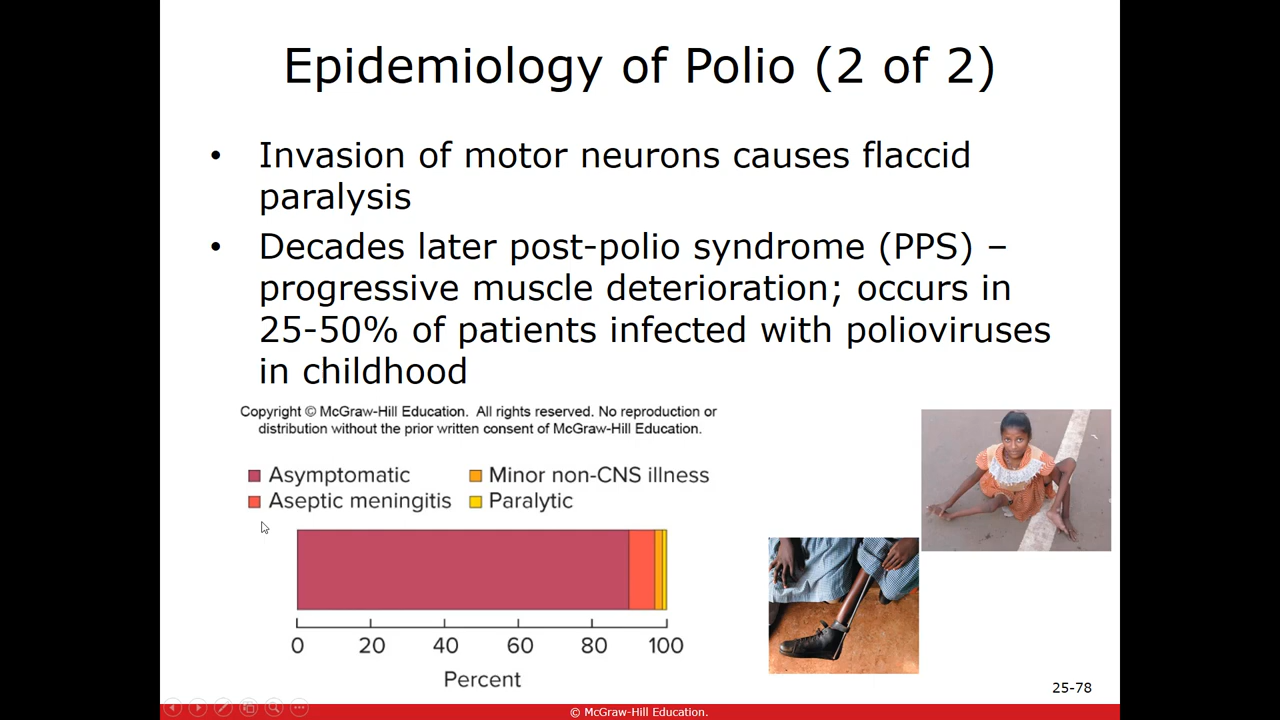 Epidemiology of Polio (2 of 2)
• Invasion of motor neurons causes flaccid
paralysis
• Decades later post-polio syndrome (PPS) –
progressive muscle deterioration; occurs in
25-50% of patients infected with polioviruses
in childhood
Copyright © McGraw-Hill Education. All rights reserved. No reproduction or
distribution without the prior written consent of McGraw-Hill Education.
Asymptomatic Minor non-CNS illness
Aseptic meningitis Paralytic
0 20 40 60 80 100
Percent
25-78
© McGraw-Hill Education.